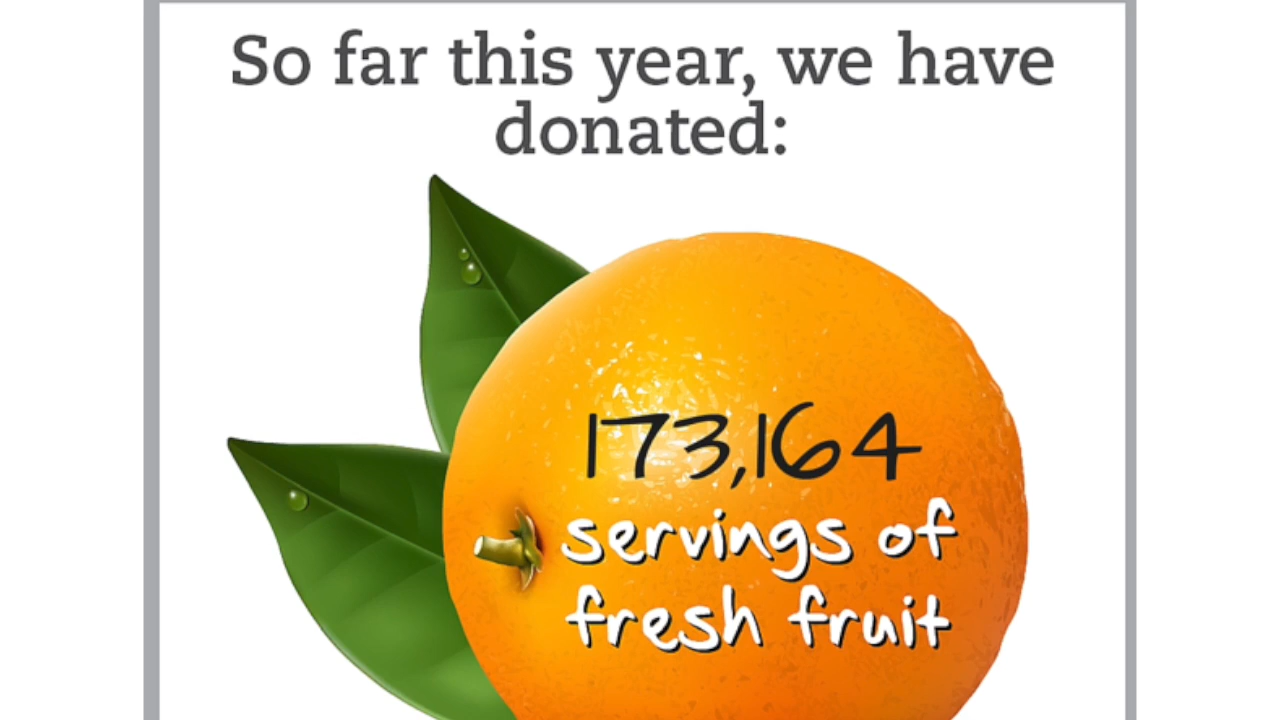 So far this year, we have
donated:
173,164
servings of
fresh fruit